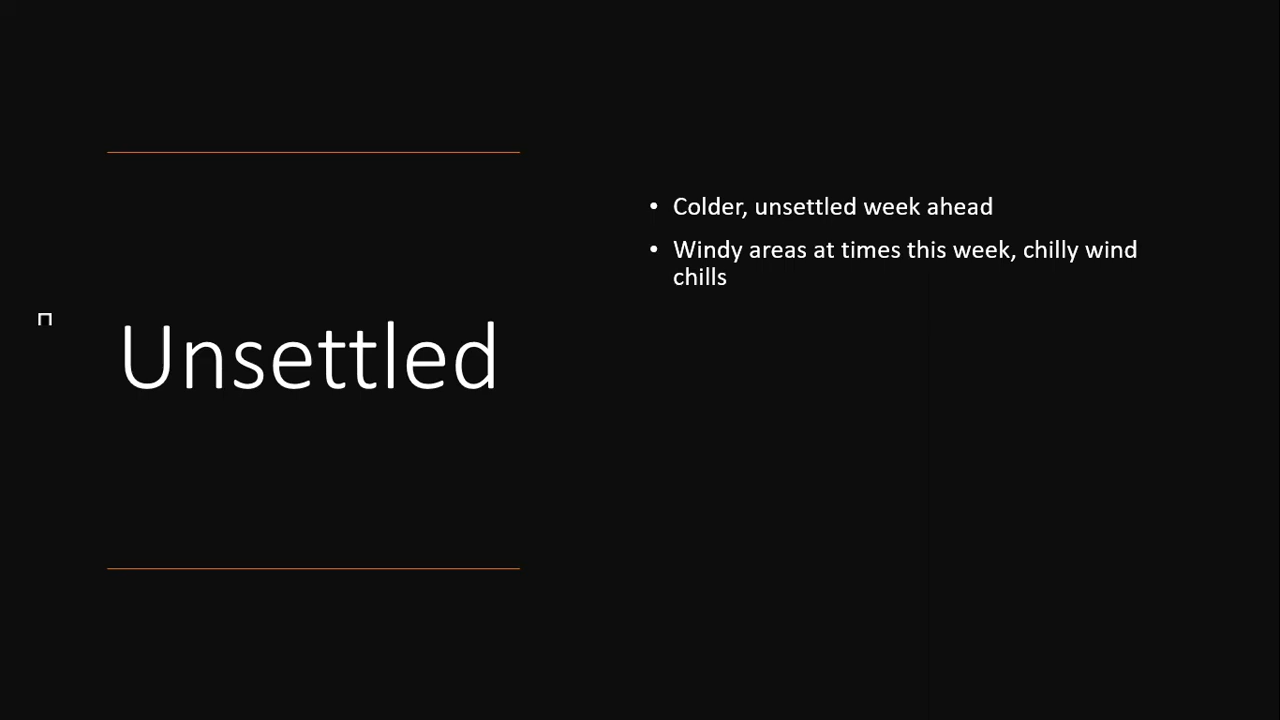 Unsettled
• Colder, unsettled week ahead
• Windy areas at times this week, chilly wind
chills